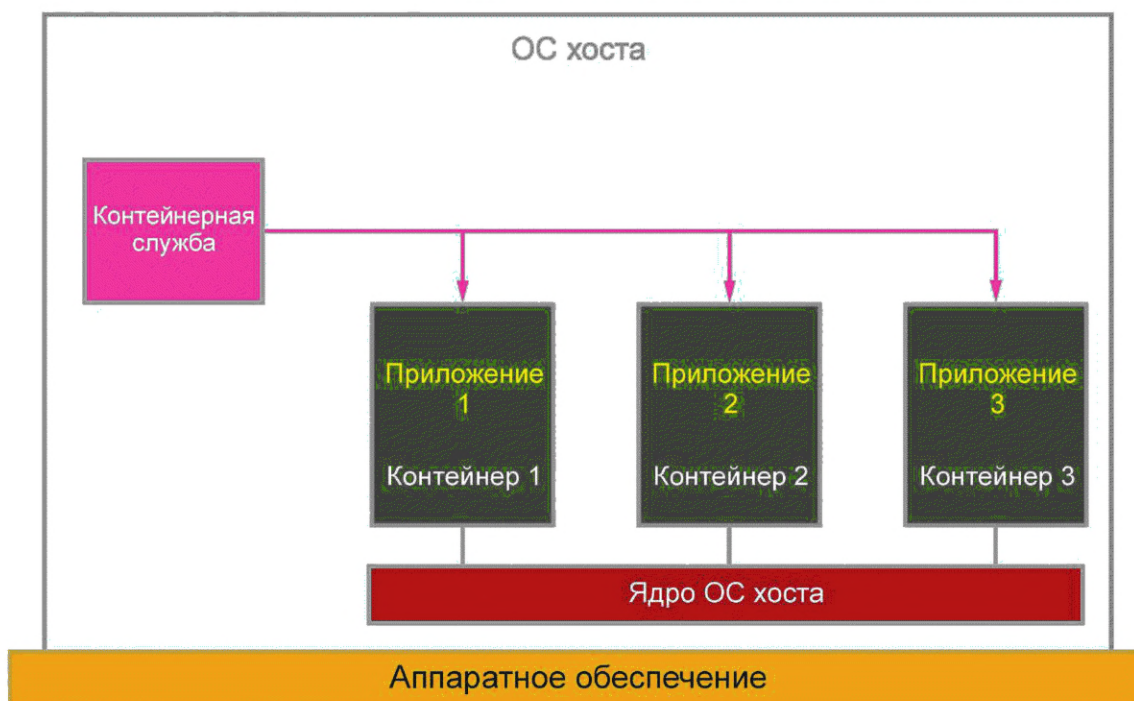 ОС хоста
Контейнерная
служба
Приложение
1
Контейнер 1
Приложение
2
Контейнер 2
Приложение
3
Контейнер 3
Ядро ОС хоста
Аппаратное обеспечение